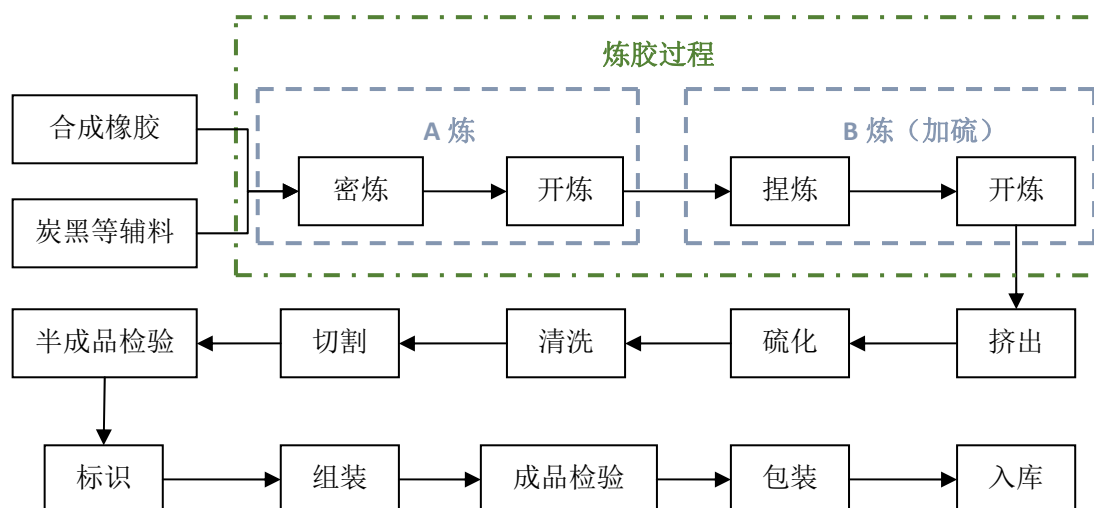 炼胶过程
合成橡胶
炭黑等辅料
A 炼
密炼
开炼
B 炼（加硫）
捏炼
开炼
挤出
硫化
清洗
切割
半成品检验
标识
组装
成品检验
包装
入库